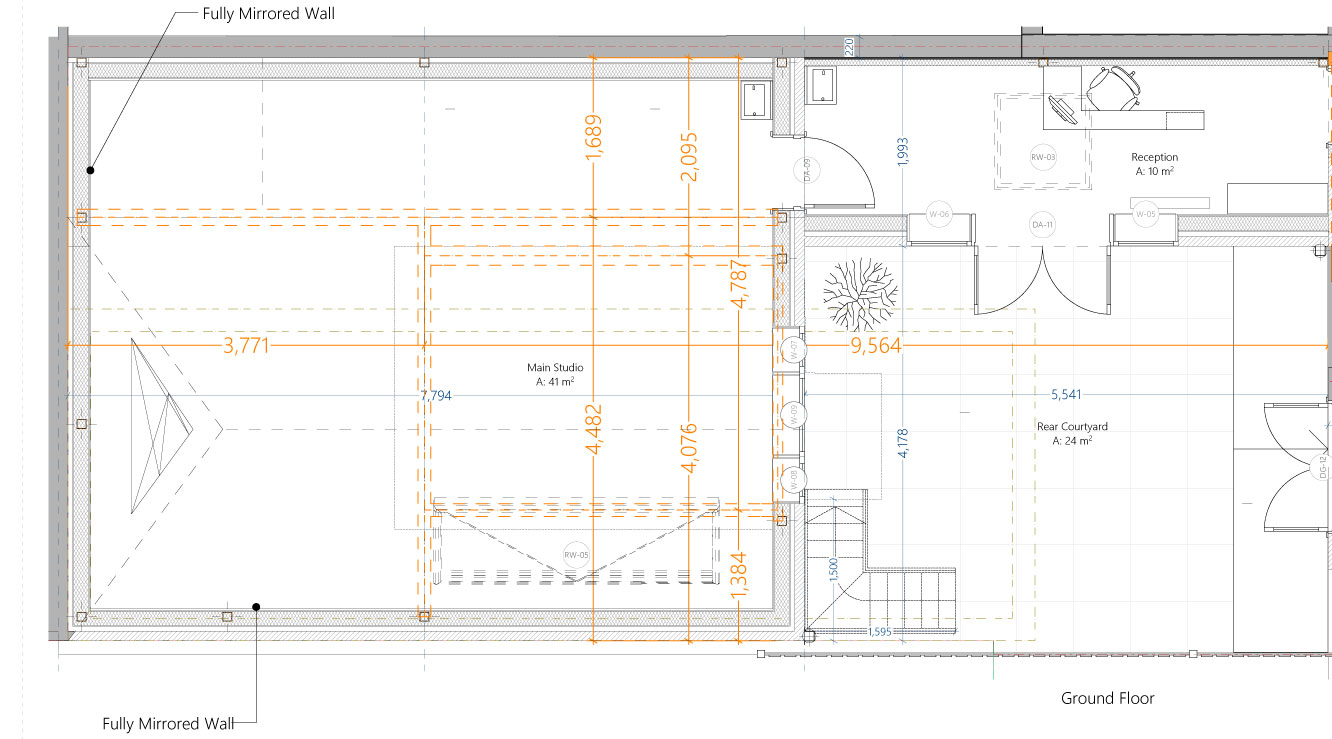 Fully Mirrored Wall
220
1,689
2,095
1,993
DA-09
RW-03
Reception
A: 10 m²
W-06
DA-11
W-05
4,787
3,771
9,564
W-07
Main Studio
A: 41 m²
7,794
5,541
W-09
4,482
4,076
4,178
Rear Courtyard
A: 24 m²
DG-12
W-08
RW-05
1,384
1,500
1,595
Ground Floor
Fully Mirrored Wall